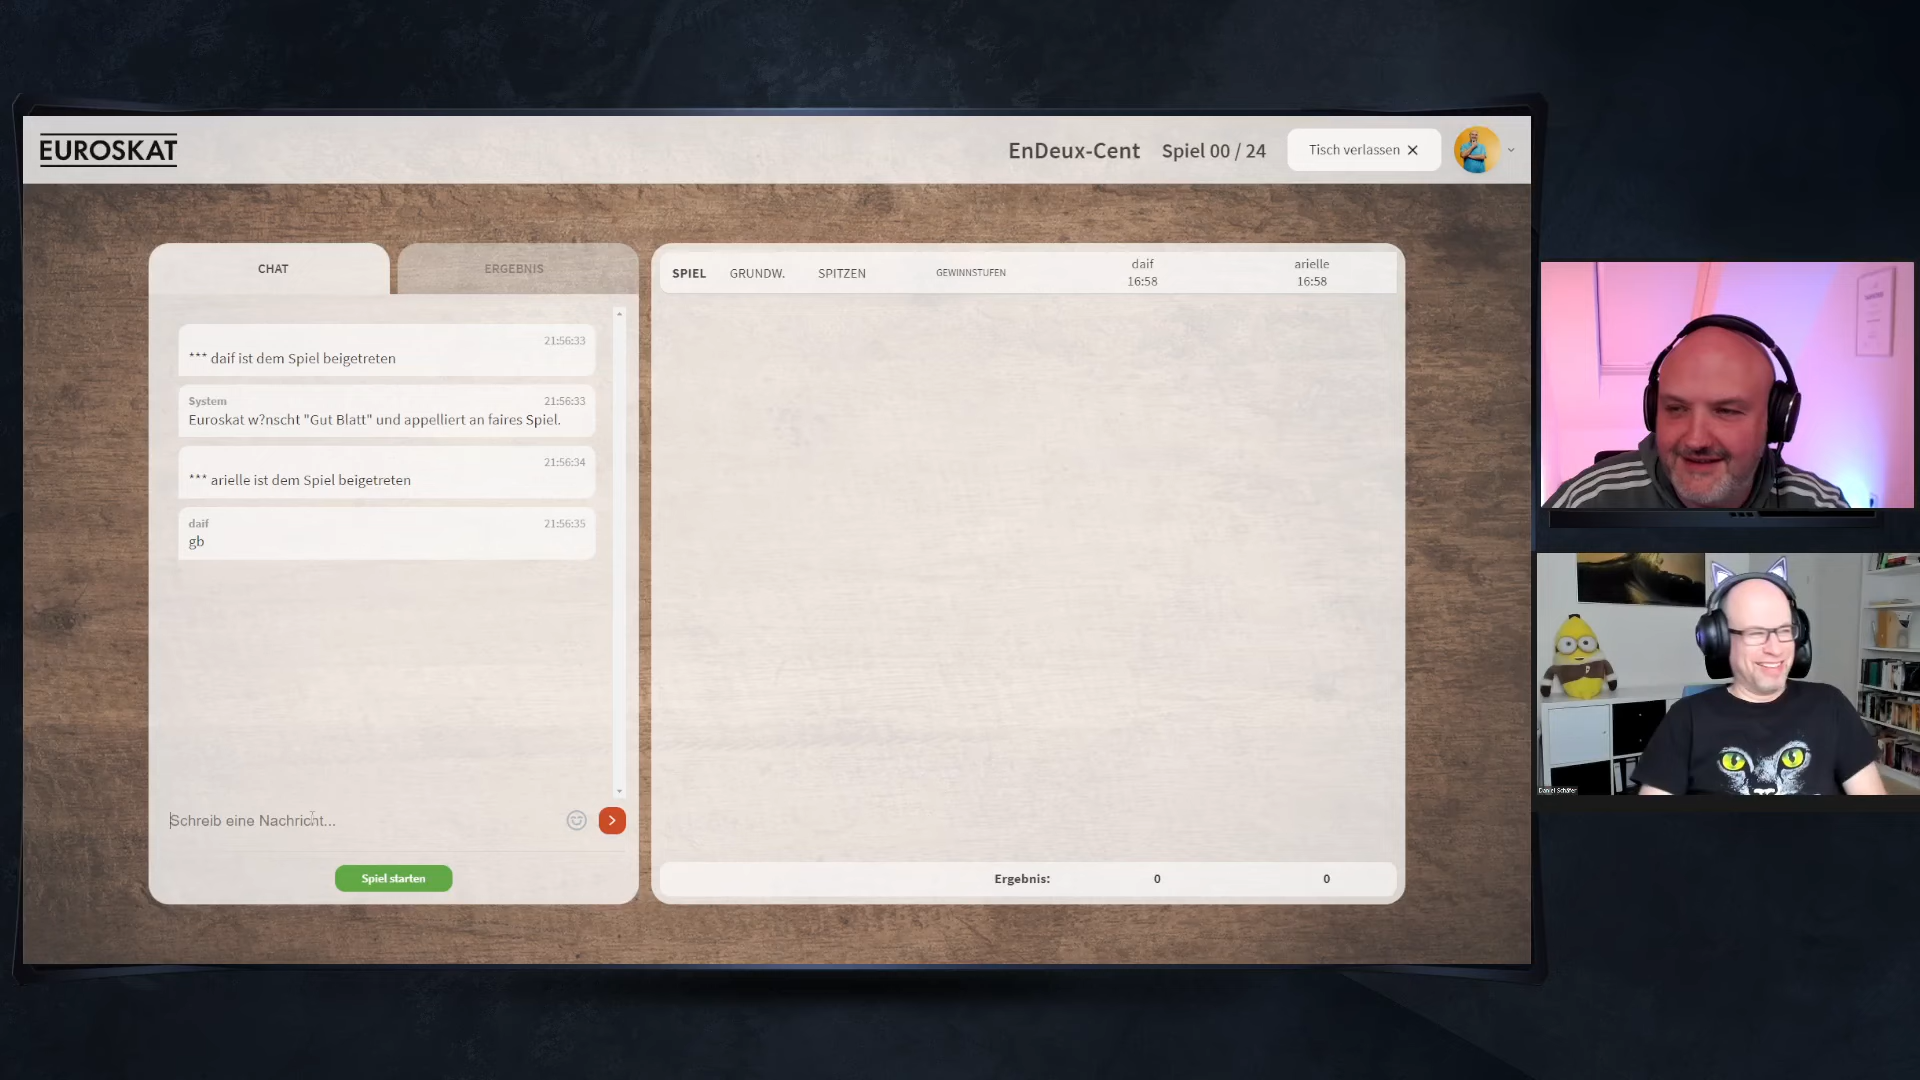 EUROSKAT
EnDeux-Cent
Spiel 00 / 24
Tisch verlassen
CHAT
ERGEBNIS
21:56:33
*** daif ist dem Spiel beigetreten
System 21:56:33
Euroskat w?nscht "Gut Blatt" und appelliert an faires Spiel.
21:56:34
*** arielle ist dem Spiel beigetreten
daif 21:56:35
gb
Schreib eine Nachricht...
Spiel starten
SPIEL GRUNDW. SPITZEN GEWINNSTUFEN
daif
16:58
arielle
16:58
Ergebnis: 0 0
Daniel Schäfer